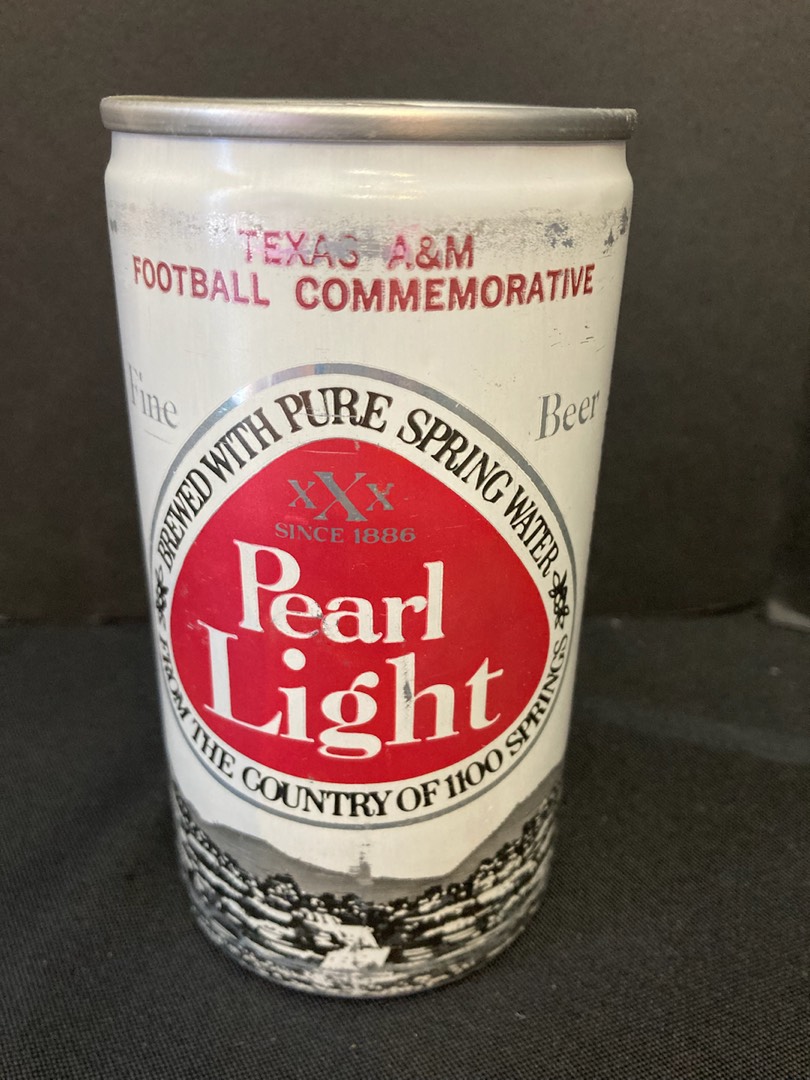 TEXAS A&M
FOOTBALL COMMEMORATIVE
Fine Beer
BREWED WITH PURE SPRING WATER
XXX
SINCE 1886
Pearl
Light
FROM THE COUNTRY OF 1100 SPRINGS